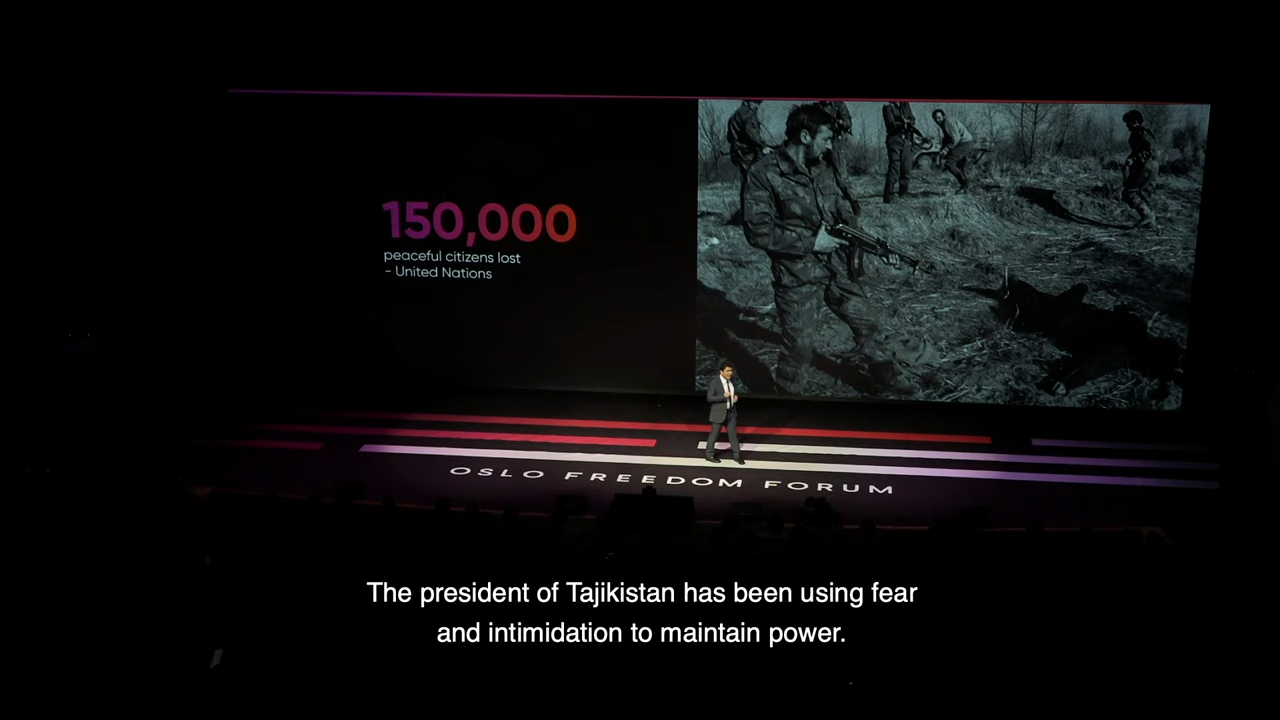 150,000
peaceful citizens lost
- United Nations
OSLO FREEDOM FORUM
The president of Tajikistan has been using fear
and intimidation to maintain power.